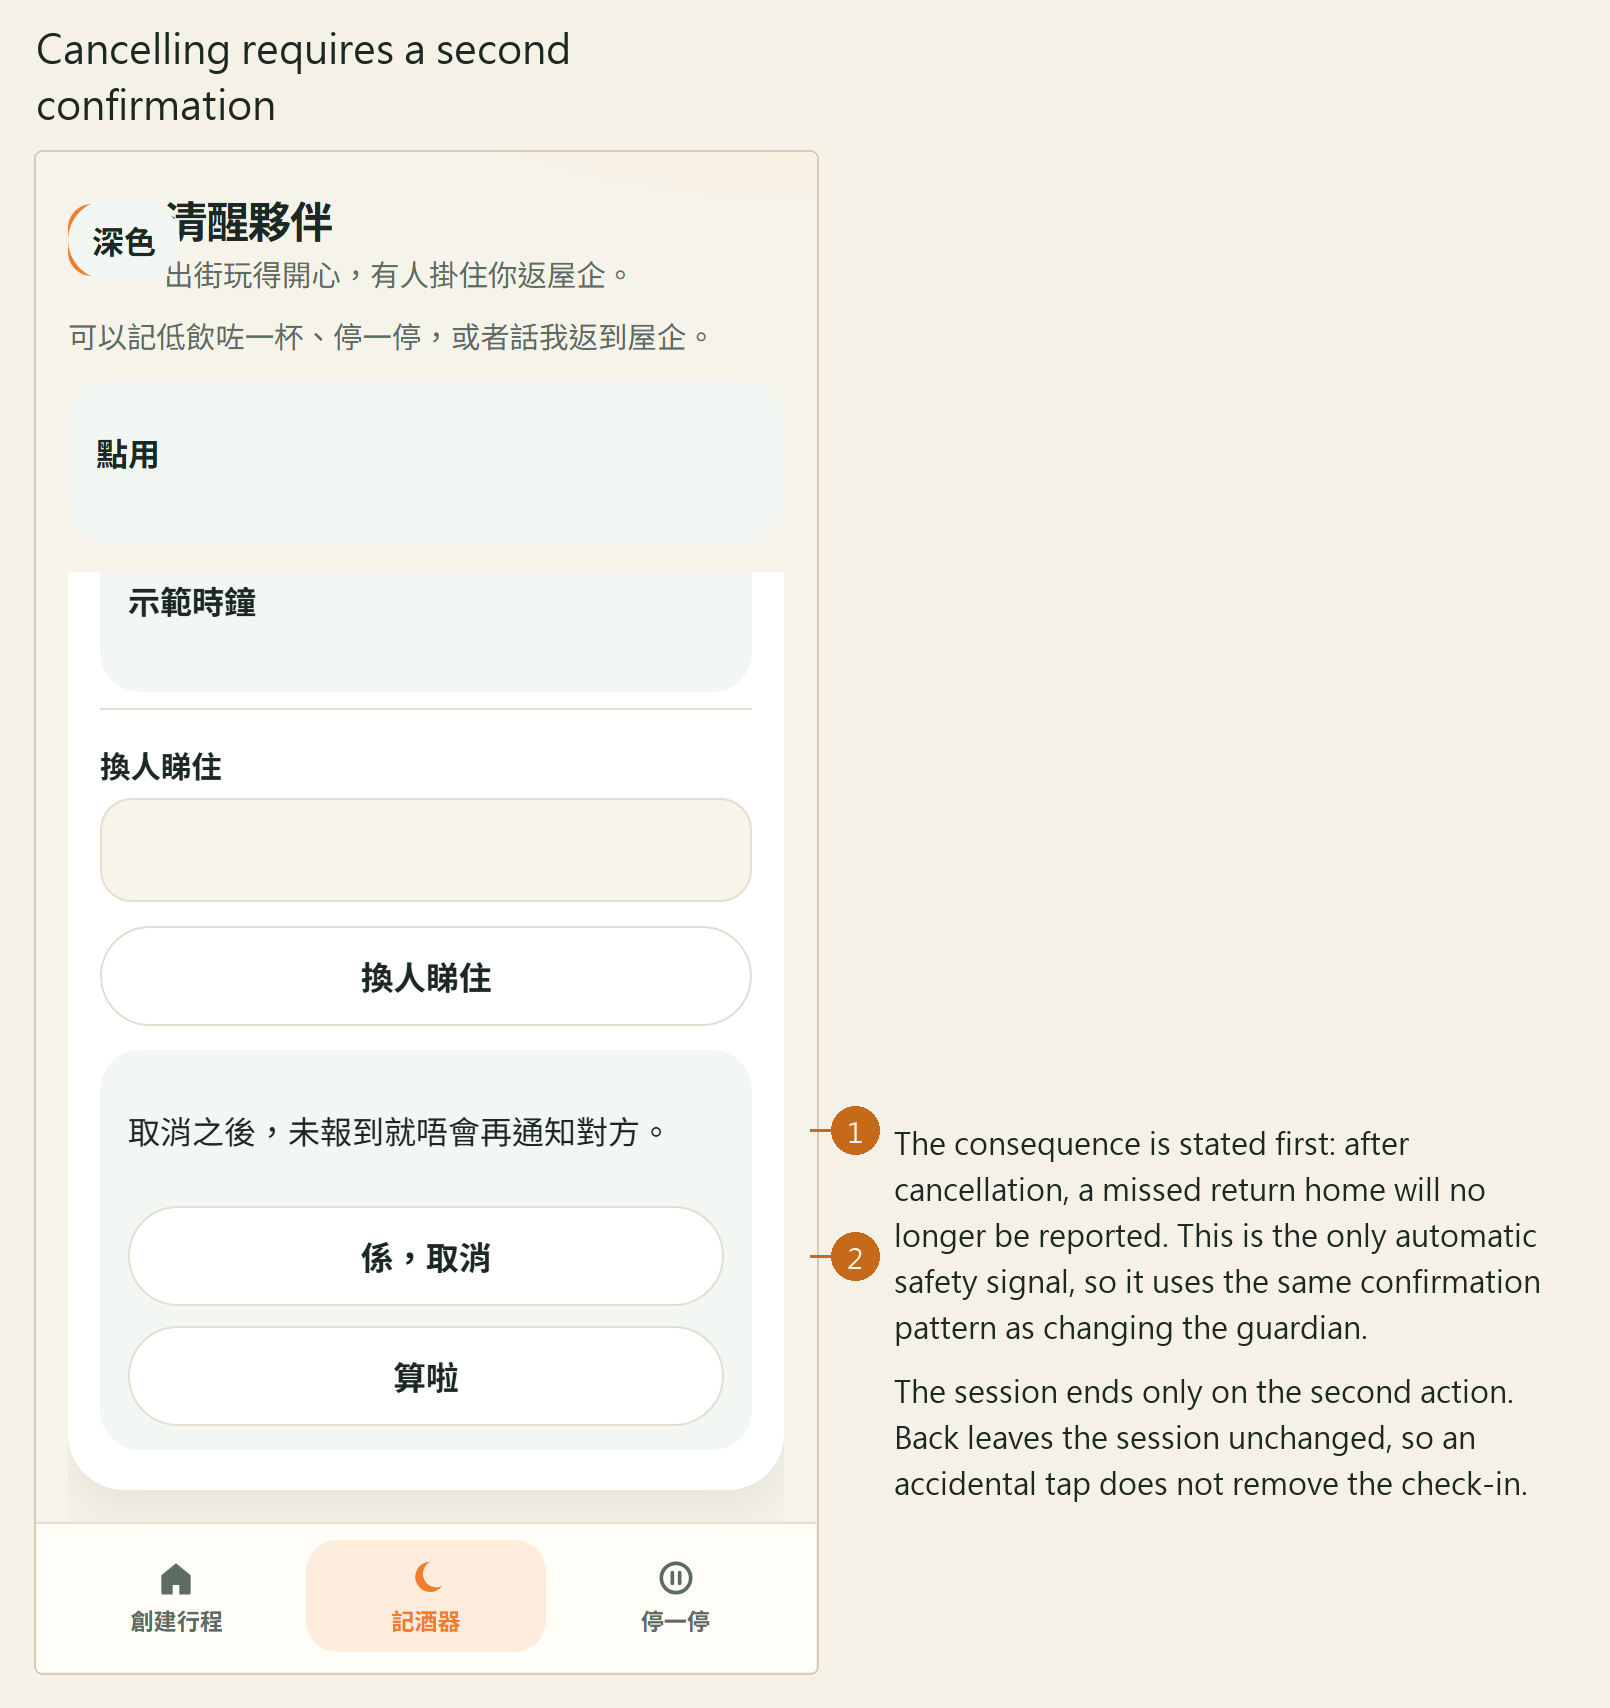 Cancelling requires a second
confirmation
深色
清醒夥伴
出街玩得開心，有人掛住你返屋企。
可以記低飲咗一杯、停一停，或者話我返到屋企。
點用
示範時鐘
換人睇住
換人睇住
取消之後，未報到就唔會再通知對方。
係，取消
算啦
1
The consequence is stated first: after
cancellation, a missed return home will no
longer be reported. This is the only automatic
safety signal, so it uses the same confirmation
pattern as changing the guardian.
2
The session ends only on the second action.
Back leaves the session unchanged, so an
accidental tap does not remove the check-in.
創建行程
記酒器
停一停